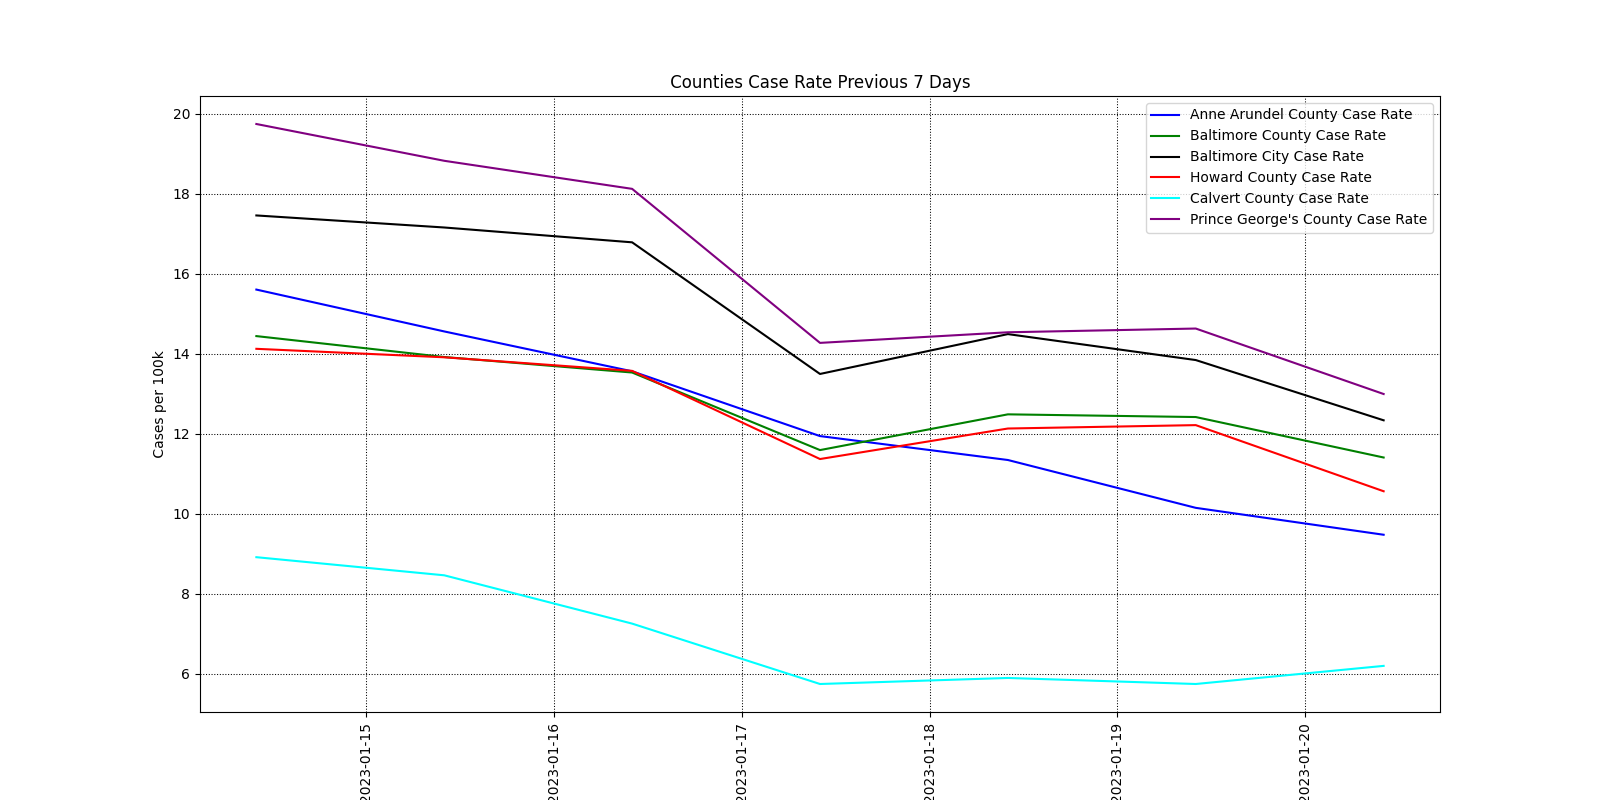 Counties Case Rate Previous 7 Days
20
18
16
14
12
10
8
6
Cases per 100k
Anne Arundel County Case Rate
Baltimore County Case Rate
Baltimore City Case Rate
Howard County Case Rate
Calvert County Case Rate
Prince George's County Case Rate
2023-01-15
2023-01-16
2023-01-17
2023-01-18
2023-01-19
2023-01-20